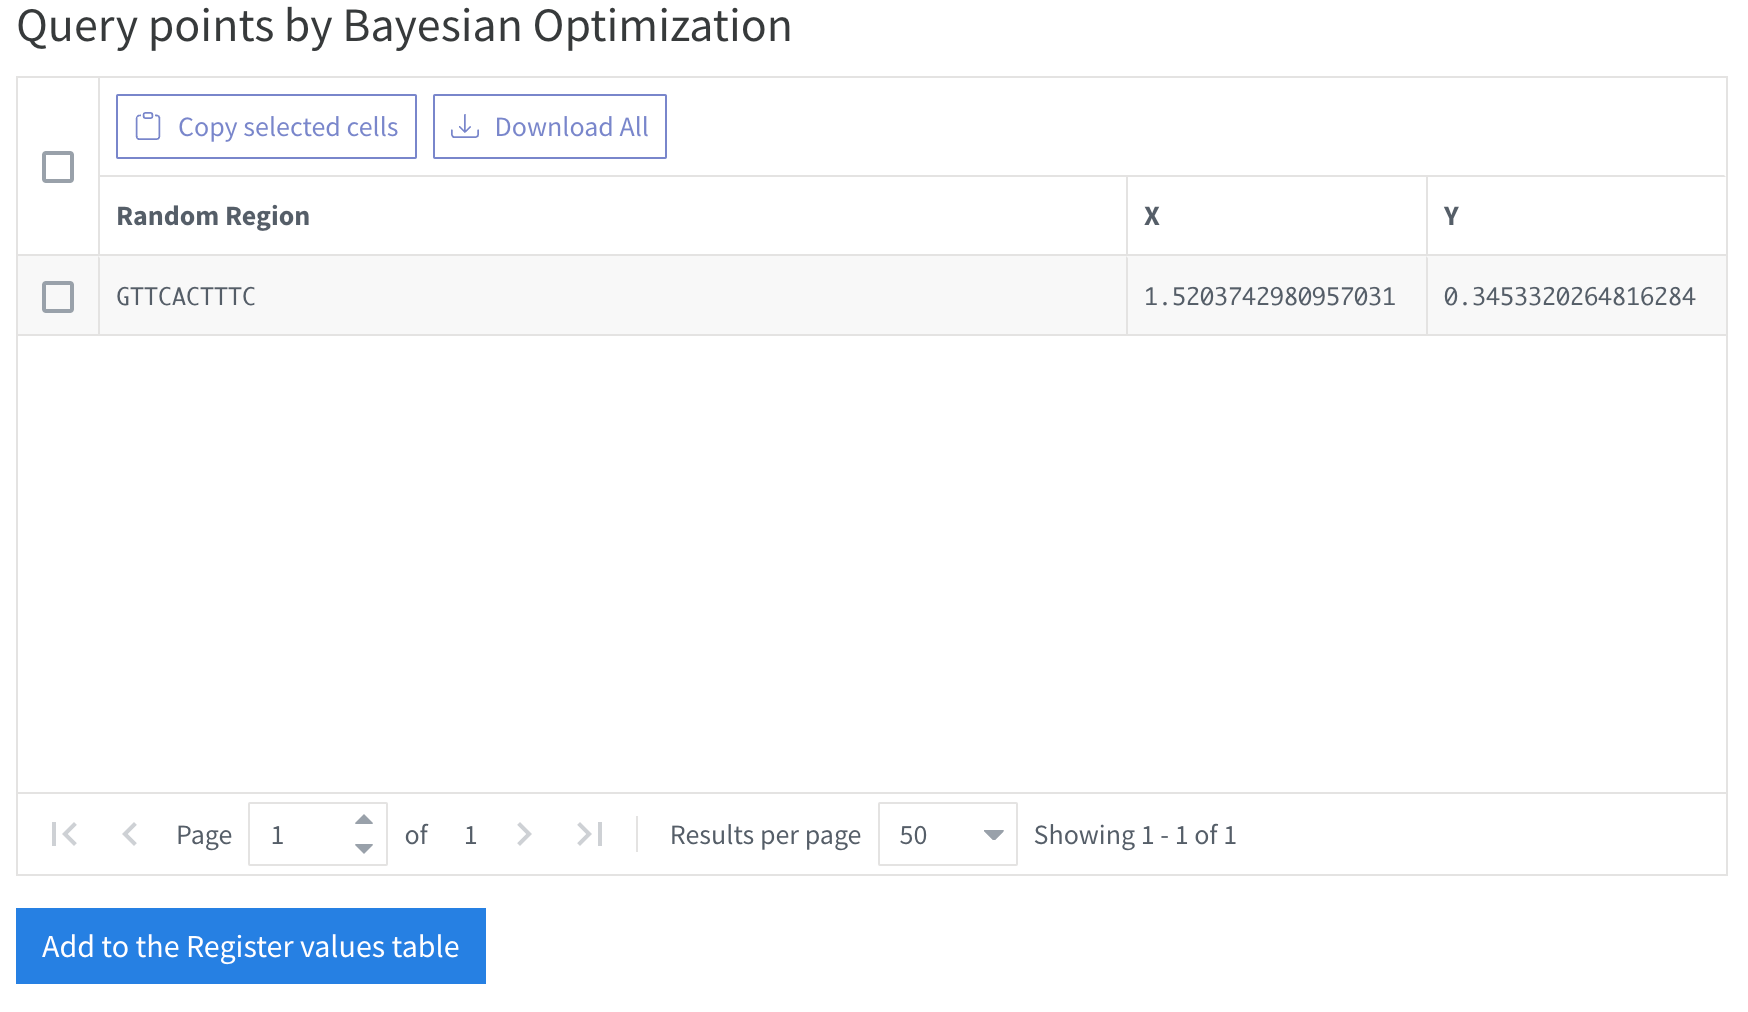 Query points by Bayesian Optimization
Copy selected cells
Download All
Random Region
X
Y
GTTCACTTTC
1.5203742980957031
0.3453320264816284
Page 1 of 1
Results per page 50
Showing 1 - 1 of 1
Add to the Register values table